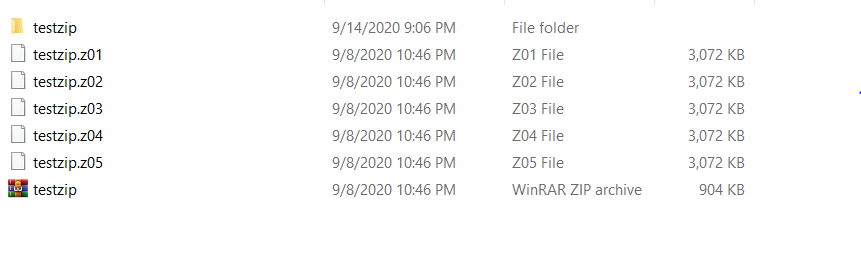 testzip 9/14/2020 9:06 PM File folder
testzip.z01 9/8/2020 10:46 PM Z01 File 3,072 KB
testzip.z02 9/8/2020 10:46 PM Z02 File 3,072 KB
testzip.z03 9/8/2020 10:46 PM Z03 File 3,072 KB
testzip.z04 9/8/2020 10:46 PM Z04 File 3,072 KB
testzip.z05 9/8/2020 10:46 PM Z05 File 3,072 KB
testzip 9/8/2020 10:46 PM WinRAR ZIP archive 904 KB